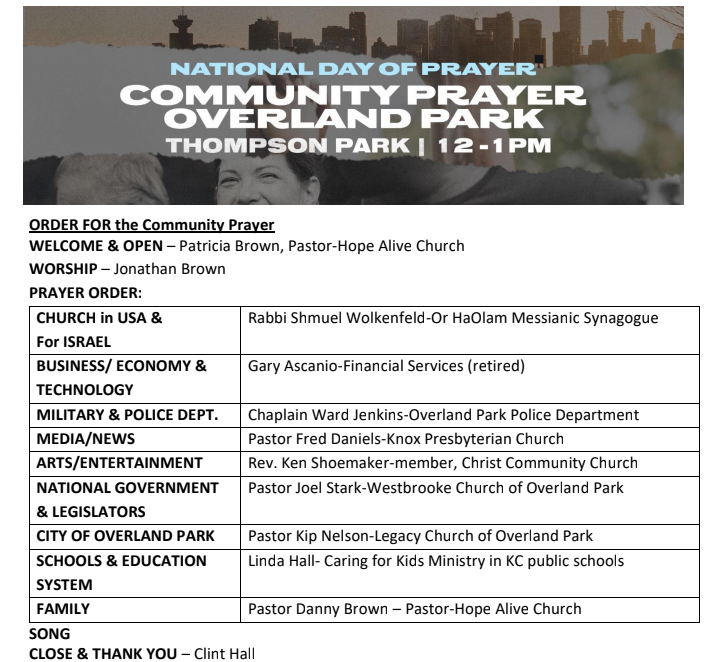 NATIONAL DAY OF PRAYER
COMMUNITY PRAYER
OVERLAND PARK
THOMPSON PARK | 12-1PM
ORDER FOR the Community Prayer
WELCOME & OPEN – Patricia Brown, Pastor-Hope Alive Church
WORSHIP – Jonathan Brown
PRAYER ORDER:
CHURCH in USA & Rabbi Shmuel Wolkenfeld-Or HaOlam Messianic Synagogue
For ISRAEL
BUSINESS/ ECONOMY & Gary Ascanio-Financial Services (retired)
TECHNOLOGY
MILITARY & POLICE DEPT. Chaplain Ward Jenkins-Overland Park Police Department
MEDIA/NEWS Pastor Fred Daniels-Knox Presbyterian Church
ARTS/ENTERTAINMENT Rev. Ken Shoemaker-member, Christ Community Church
NATIONAL GOVERNMENT Pastor Joel Stark-Westbrooke Church of Overland Park
& LEGISLATORS
CITY OF OVERLAND PARK Pastor Kip Nelson-Legacy Church of Overland Park
SCHOOLS & EDUCATION Linda Hall- Caring for Kids Ministry in KC public schools
SYSTEM
FAMILY Pastor Danny Brown – Pastor-Hope Alive Church
SONG
CLOSE & THANK YOU – Clint Hall